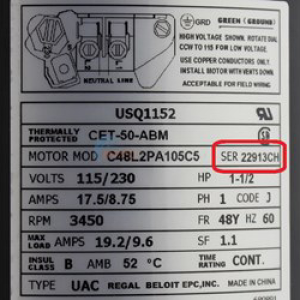 GRD GREEN (GROUND)
HIGH VOLTAGE SHOWN. ROTATE DIAL
CCW TO 115 FOR LOW VOLTAGE.
USE COPPER CONDUCTORS ONLY.
INSTALL MOTOR WITH VENTS DOWN.
ACCEPTABLE FOR FIELD WIRING
NEUTRAL LINE
USQ1152
THERMALLY PROTECTED CET-50-ABM
MOTOR MOD C48L2PA105C5 SER 22913CH
VOLTS 115/230 HP 1-1/2
AMPS 17.5/8.75 PH 1 CODE J
RPM 3450 FR 48Y HZ 60
MAX LOAD AMPS 19.2/9.6 SF 1.1
INSUL CLASS B AMB 52 °C TIME RATING CONT.
TYPE UAC REGAL BELOIT EPC,INC. MADE IN CHINA